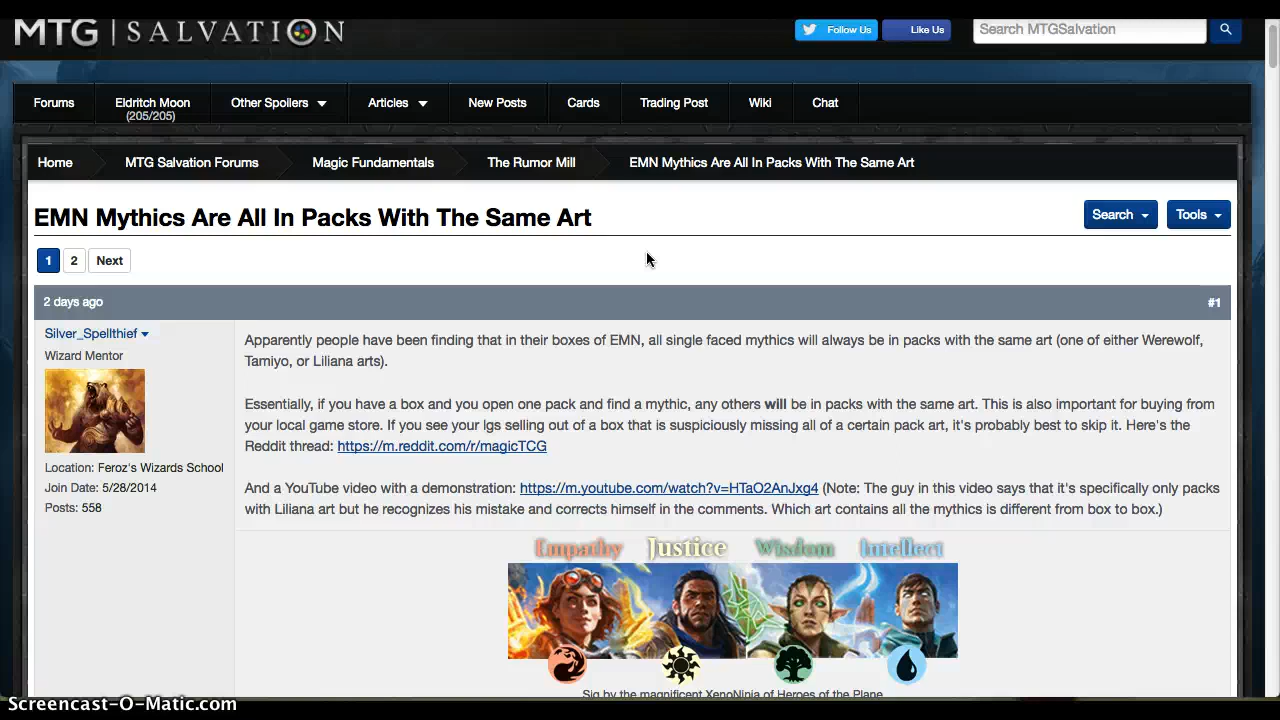 MTG | SALVATION
Follow Us
Like Us
Search MTGSalvation
Forums
Eldritch Moon
(205/205)
Other Spoilers
Articles
New Posts
Cards
Trading Post
Wiki
Chat
Home
MTG Salvation Forums
Magic Fundamentals
The Rumor Mill
EMN Mythics Are All In Packs With The Same Art
EMN Mythics Are All In Packs With The Same Art
Search
Tools
1
2
Next
2 days ago
#1
Silver_Spellthief
Wizard Mentor
Location: Feroz's Wizards School
Join Date: 5/28/2014
Posts: 558
Apparently people have been finding that in their boxes of EMN, all single faced mythics will always be in packs with the same art (one of either Werewolf,
Tamiyo, or Liliana arts).
Essentially, if you have a box and you open one pack and find a mythic, any others will be in packs with the same art. This is also important for buying from
your local game store. If you see your lgs selling out of a box that is suspiciously missing all of a certain pack art, it's probably best to skip it. Here's the
Reddit thread: https://m.reddit.com/r/magicTCG
And a YouTube video with a demonstration: https://m.youtube.com/watch?v=HTaO2AnJxg4 (Note: The guy in this video says that it's specifically only packs
with Liliana art but he recognizes his mistake and corrects himself in the comments. Which art contains all the mythics is different from box to box.)
Empathy
Justice
Wisdom
Intellect
Sig by the magnificent XenoNinja of Heroes of the Plane
Screencast-O-Matic.com